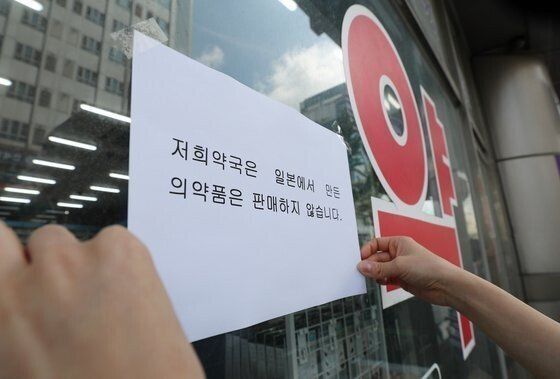 저희약국은 일본에서 만든
의약품은 판매하지 않습니다.
약